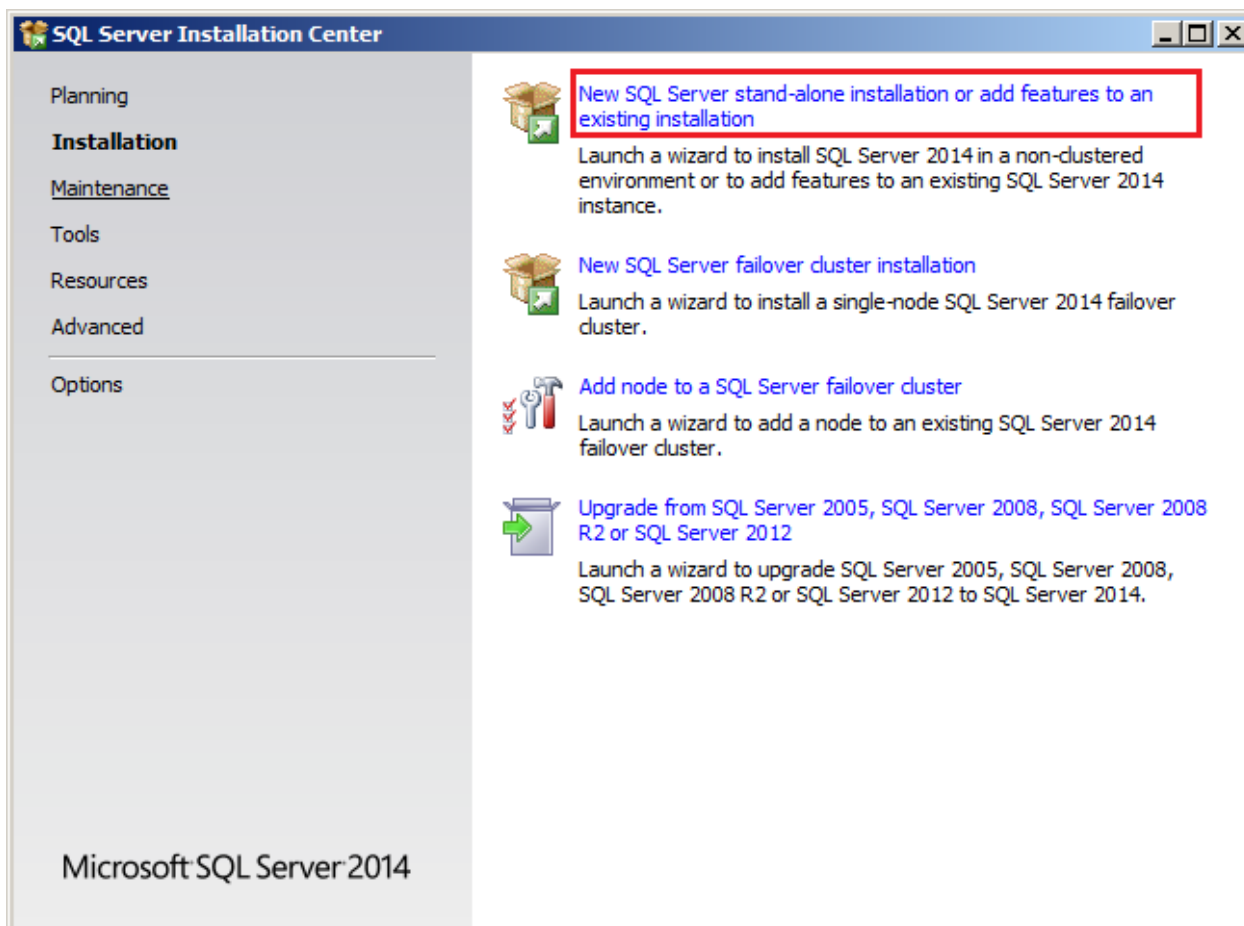 SQL Server Installation Center
Planning
Installation
Maintenance
Tools
Resources
Advanced
Options
Microsoft SQL Server 2014
New SQL Server stand-alone installation or add features to an
existing installation
Launch a wizard to install SQL Server 2014 in a non-clustered
environment or to add features to an existing SQL Server 2014
instance.
New SQL Server failover cluster installation
Launch a wizard to install a single-node SQL Server 2014 failover
cluster.
Add node to a SQL Server failover cluster
Launch a wizard to add a node to an existing SQL Server 2014
failover cluster.
Upgrade from SQL Server 2005, SQL Server 2008, SQL Server 2008
R2 or SQL Server 2012
Launch a wizard to upgrade SQL Server 2005, SQL Server 2008,
SQL Server 2008 R2 or SQL Server 2012 to SQL Server 2014.